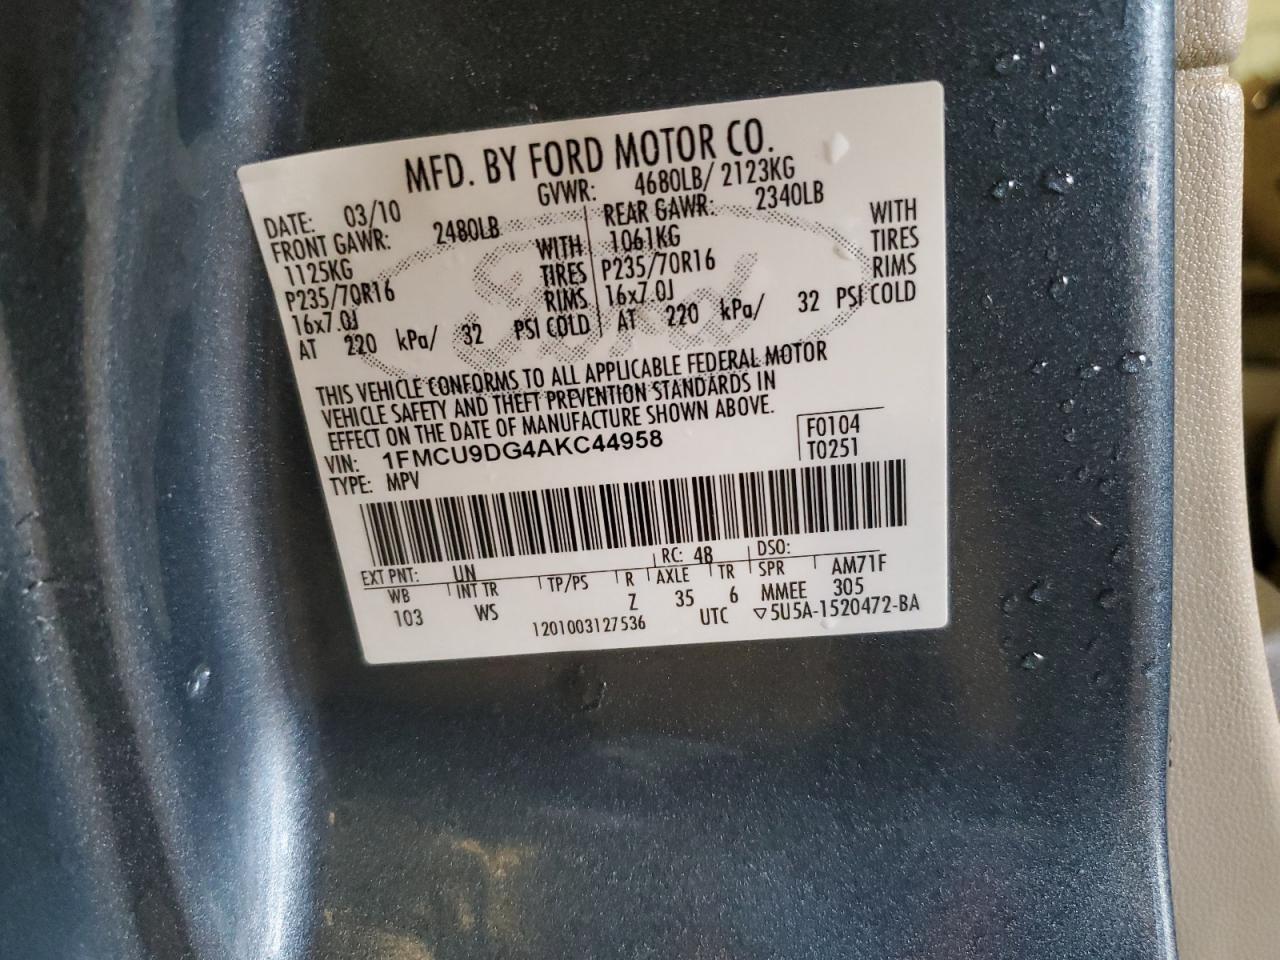 MFD. BY FORD MOTOR CO.
DATE: 03/10 GVWR: 4680LB/ 2123KG
FRONT GAWR: 2480LB REAR GAWR: 2340LB
1125KG WITH 1061KG WITH
P235/70R16 TIRES P235/70R16 TIRES
16x7.0J RIMS 16x7.0J RIMS
AT 220 kPa/ 32 PSI COLD AT 220 kPa/ 32 PSI COLD
THIS VEHICLE CONFORMS TO ALL APPLICABLE FEDERAL MOTOR
VEHICLE SAFETY AND THEFT PREVENTION STANDARDS IN
EFFECT ON THE DATE OF MANUFACTURE SHOWN ABOVE.
VIN: 1FMCU9DG4AKC44958 F0104
TYPE: MPV T0251
EXT PNT: UN RC: 48 DSO:
WB INT TR TP/PS R AXLE TR SPR AM71F
103 WS Z 35 6 MMEE 305
1201003127536 UTC ▽5U5A-1520472-BA
Ford